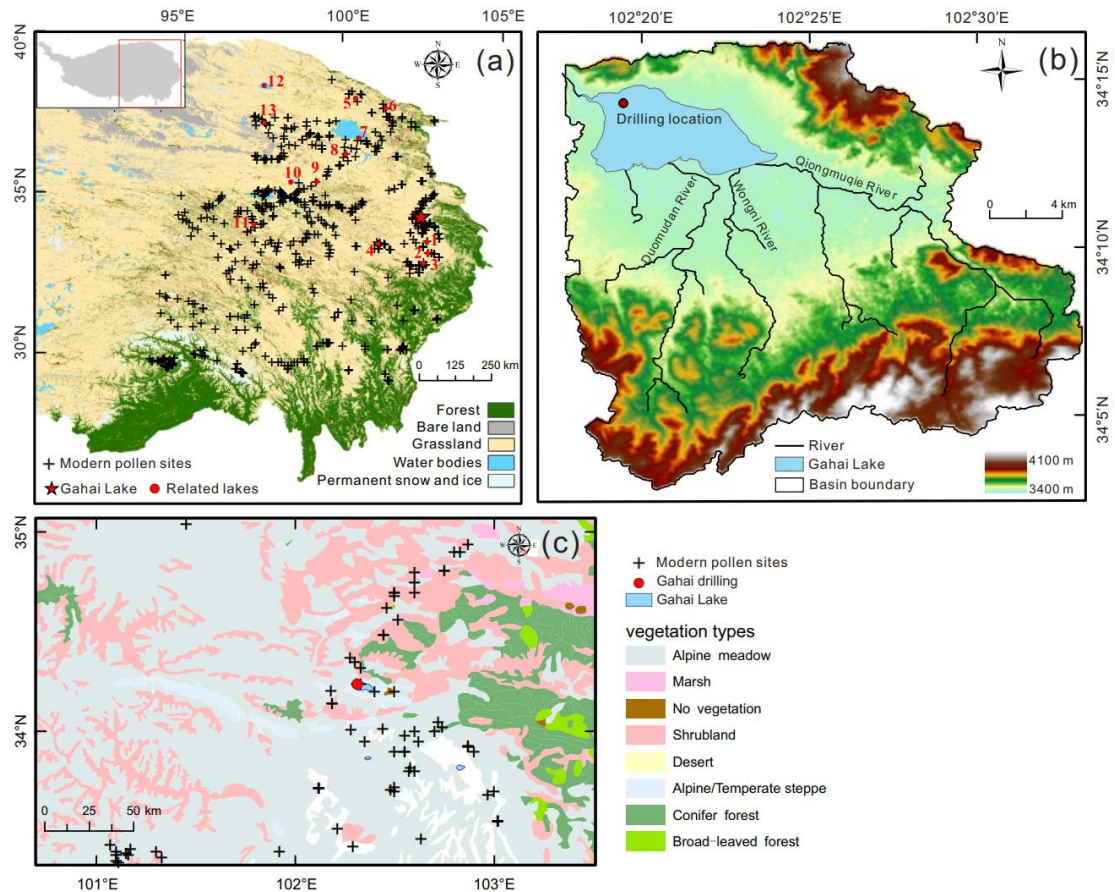 95°E 100°E 105°E
40°N
35°N
30°N
N
W E
S
(a)
12
5
6
13
7
8
9
10
11
4
1
2
3
0 125 250 km
Forest
Bare land
Grassland
Water bodies
Permanent snow and ice
Modern pollen sites
Gahai Lake Related lakes
102°20'E 102°25'E 102°30'E
34°15'N
34°10'N
34°5'N
N
(b)
Drilling location
Qiongmuqie River
Wongni River
Duomudan River
0 4 km
River
Gahai Lake
Basin boundary
4100 m
3400 m
35°N
34°N
N
W E
S
(c)
0 25 50 km
101°E 102°E 103°E
Modern pollen sites
Gahai drilling
Gahai Lake
vegetation types
Alpine meadow
Marsh
No vegetation
Shrubland
Desert
Alpine/Temperate steppe
Conifer forest
Broad-leaved forest